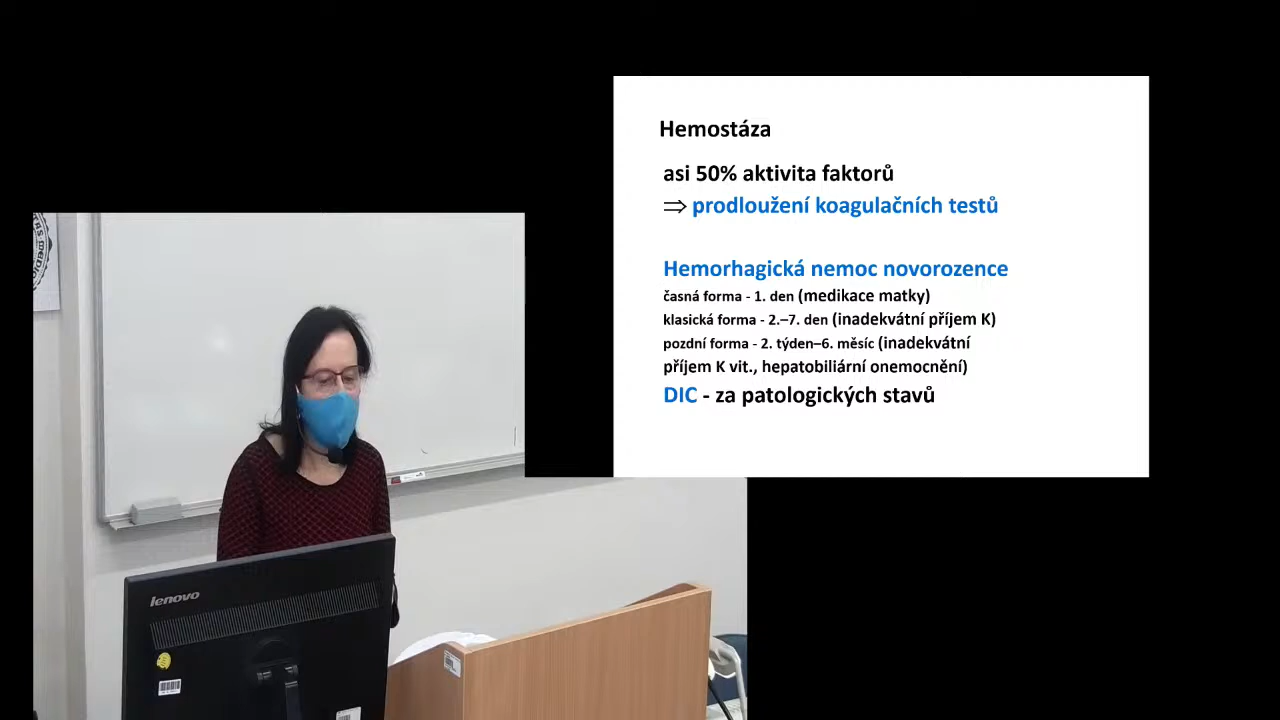 Hemostáza
asi 50% aktivita faktorů
⇒ prodloužení koagulačních testů
Hemorhagická nemoc novorozence
časná forma - 1. den (medikace matky)
klasická forma - 2.–7. den (inadekvátní příjem K)
pozdní forma - 2. týden–6. měsíc (inadekvátní
příjem K vit., hepatobiliární onemocnění)
DIC - za patologických stavů
lenovo